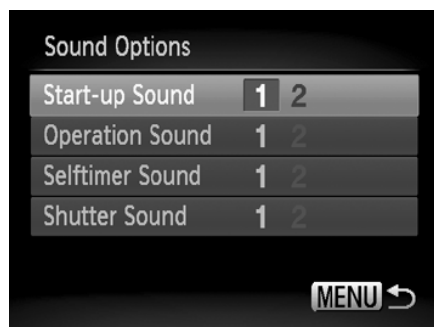 Sound Options
Start-up Sound 1 2
Operation Sound 1 2
Selftimer Sound 1 2
Shutter Sound 1 2
MENU